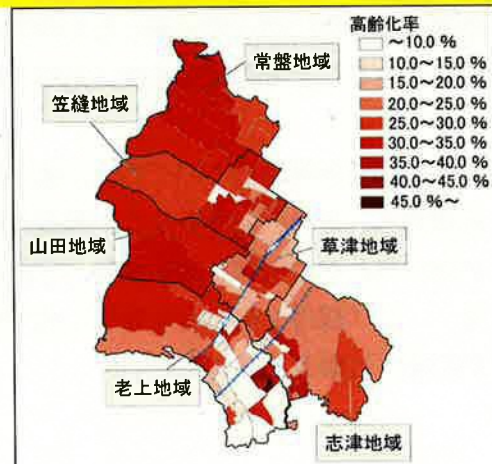 高齢化率
～10.0 %
10.0～15.0 %
15.0～20.0 %
20.0～25.0 %
25.0～30.0 %
30.0～35.0 %
35.0～40.0 %
40.0～45.0 %
45.0 %～
常盤地域
笠縫地域
山田地域
草津地域
老上地域
志津地域